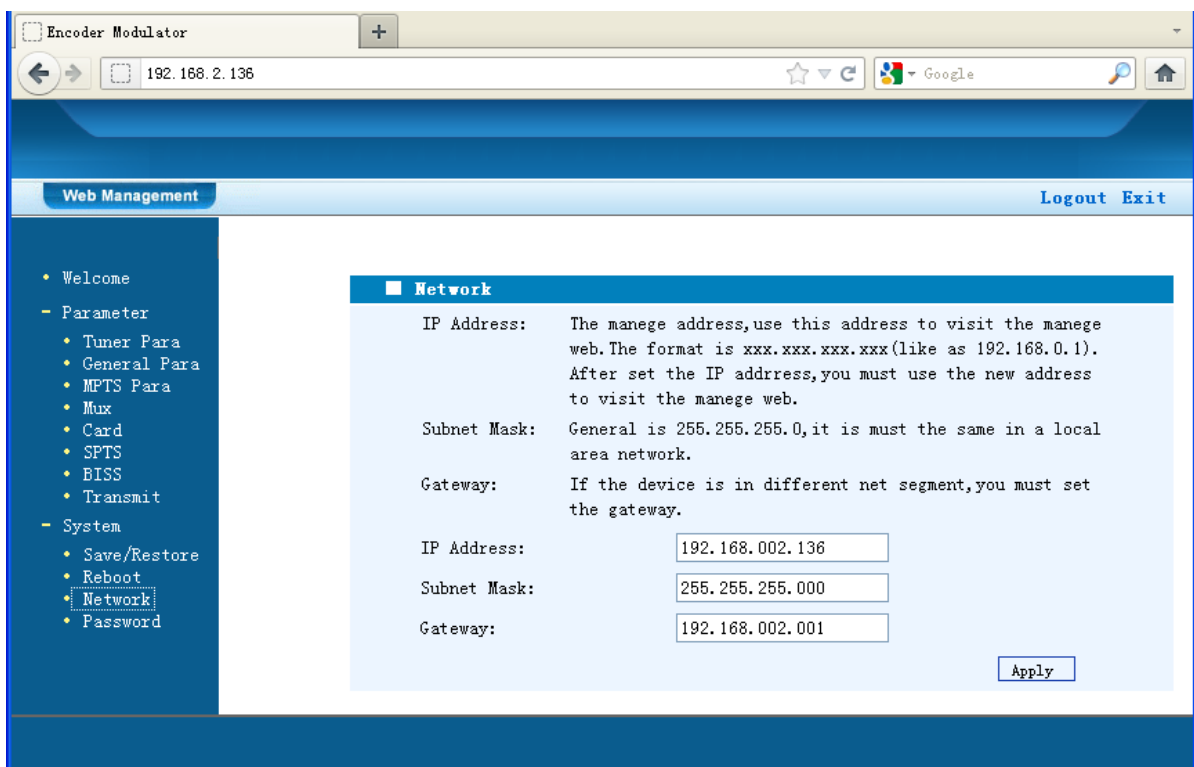 Encoder Modulator
192.168.2.136
Google
Web Management
Logout Exit
Welcome
Parameter
Tuner Para
General Para
MPTS Para
Mux
Card
SPTS
BISS
Transmit
System
Save/Restore
Reboot
Network
Password
Network
IP Address: The manege address,use this address to visit the manege
web.The format is xxx.xxx.xxx.xxx(like as 192.168.0.1).
After set the IP addrress,you must use the new address
to visit the manege web.
Subnet Mask: General is 255.255.255.0,it is must the same in a local
area network.
Gateway: If the device is in different net segment,you must set
the gateway.
IP Address: 192.168.002.136
Subnet Mask: 255.255.255.000
Gateway: 192.168.002.001
Apply